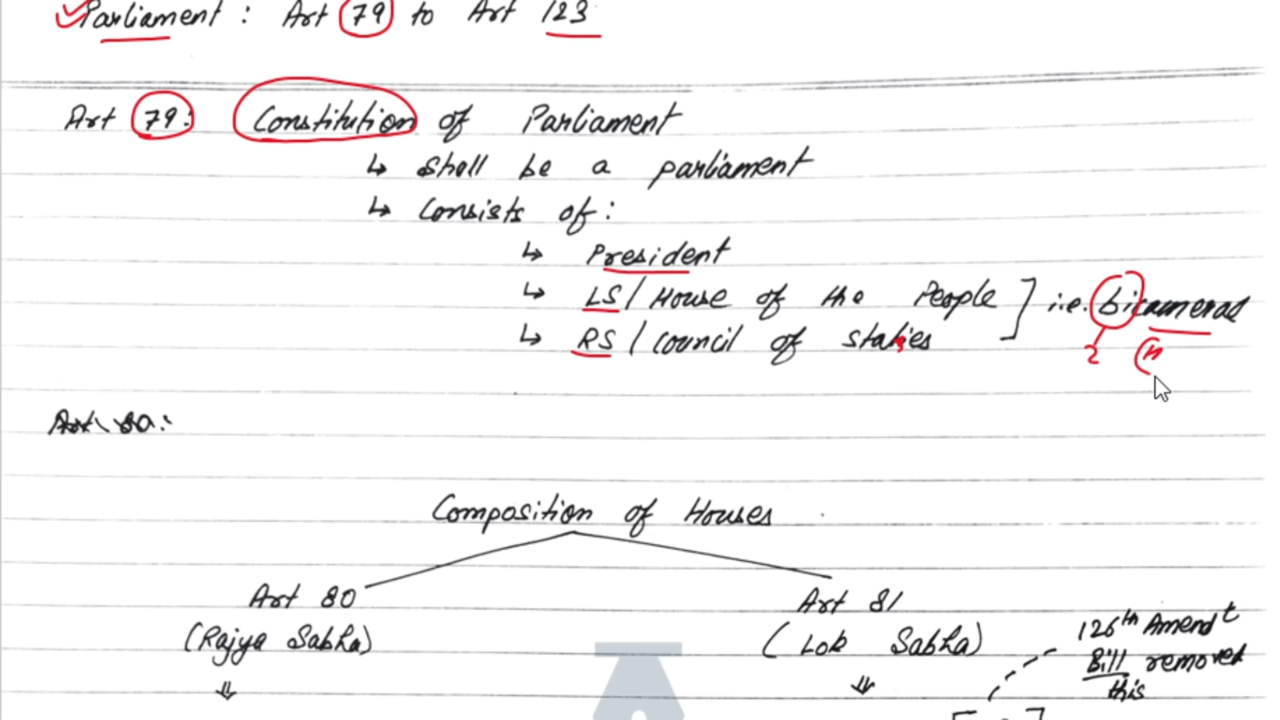 Parliament : Art 79 to Art 123
Art 79: Constitution of Parliament
↳ shall be a parliament
↳ Consists of :
↳ President
↳ LS / House of the People ] i.e. bicameral
↳ RS / Council of states
2
Composition of Houses
Art 80
(Rajya Sabha)
Art 81
(Lok Sabha)
126th Amendt
Bill removed
this